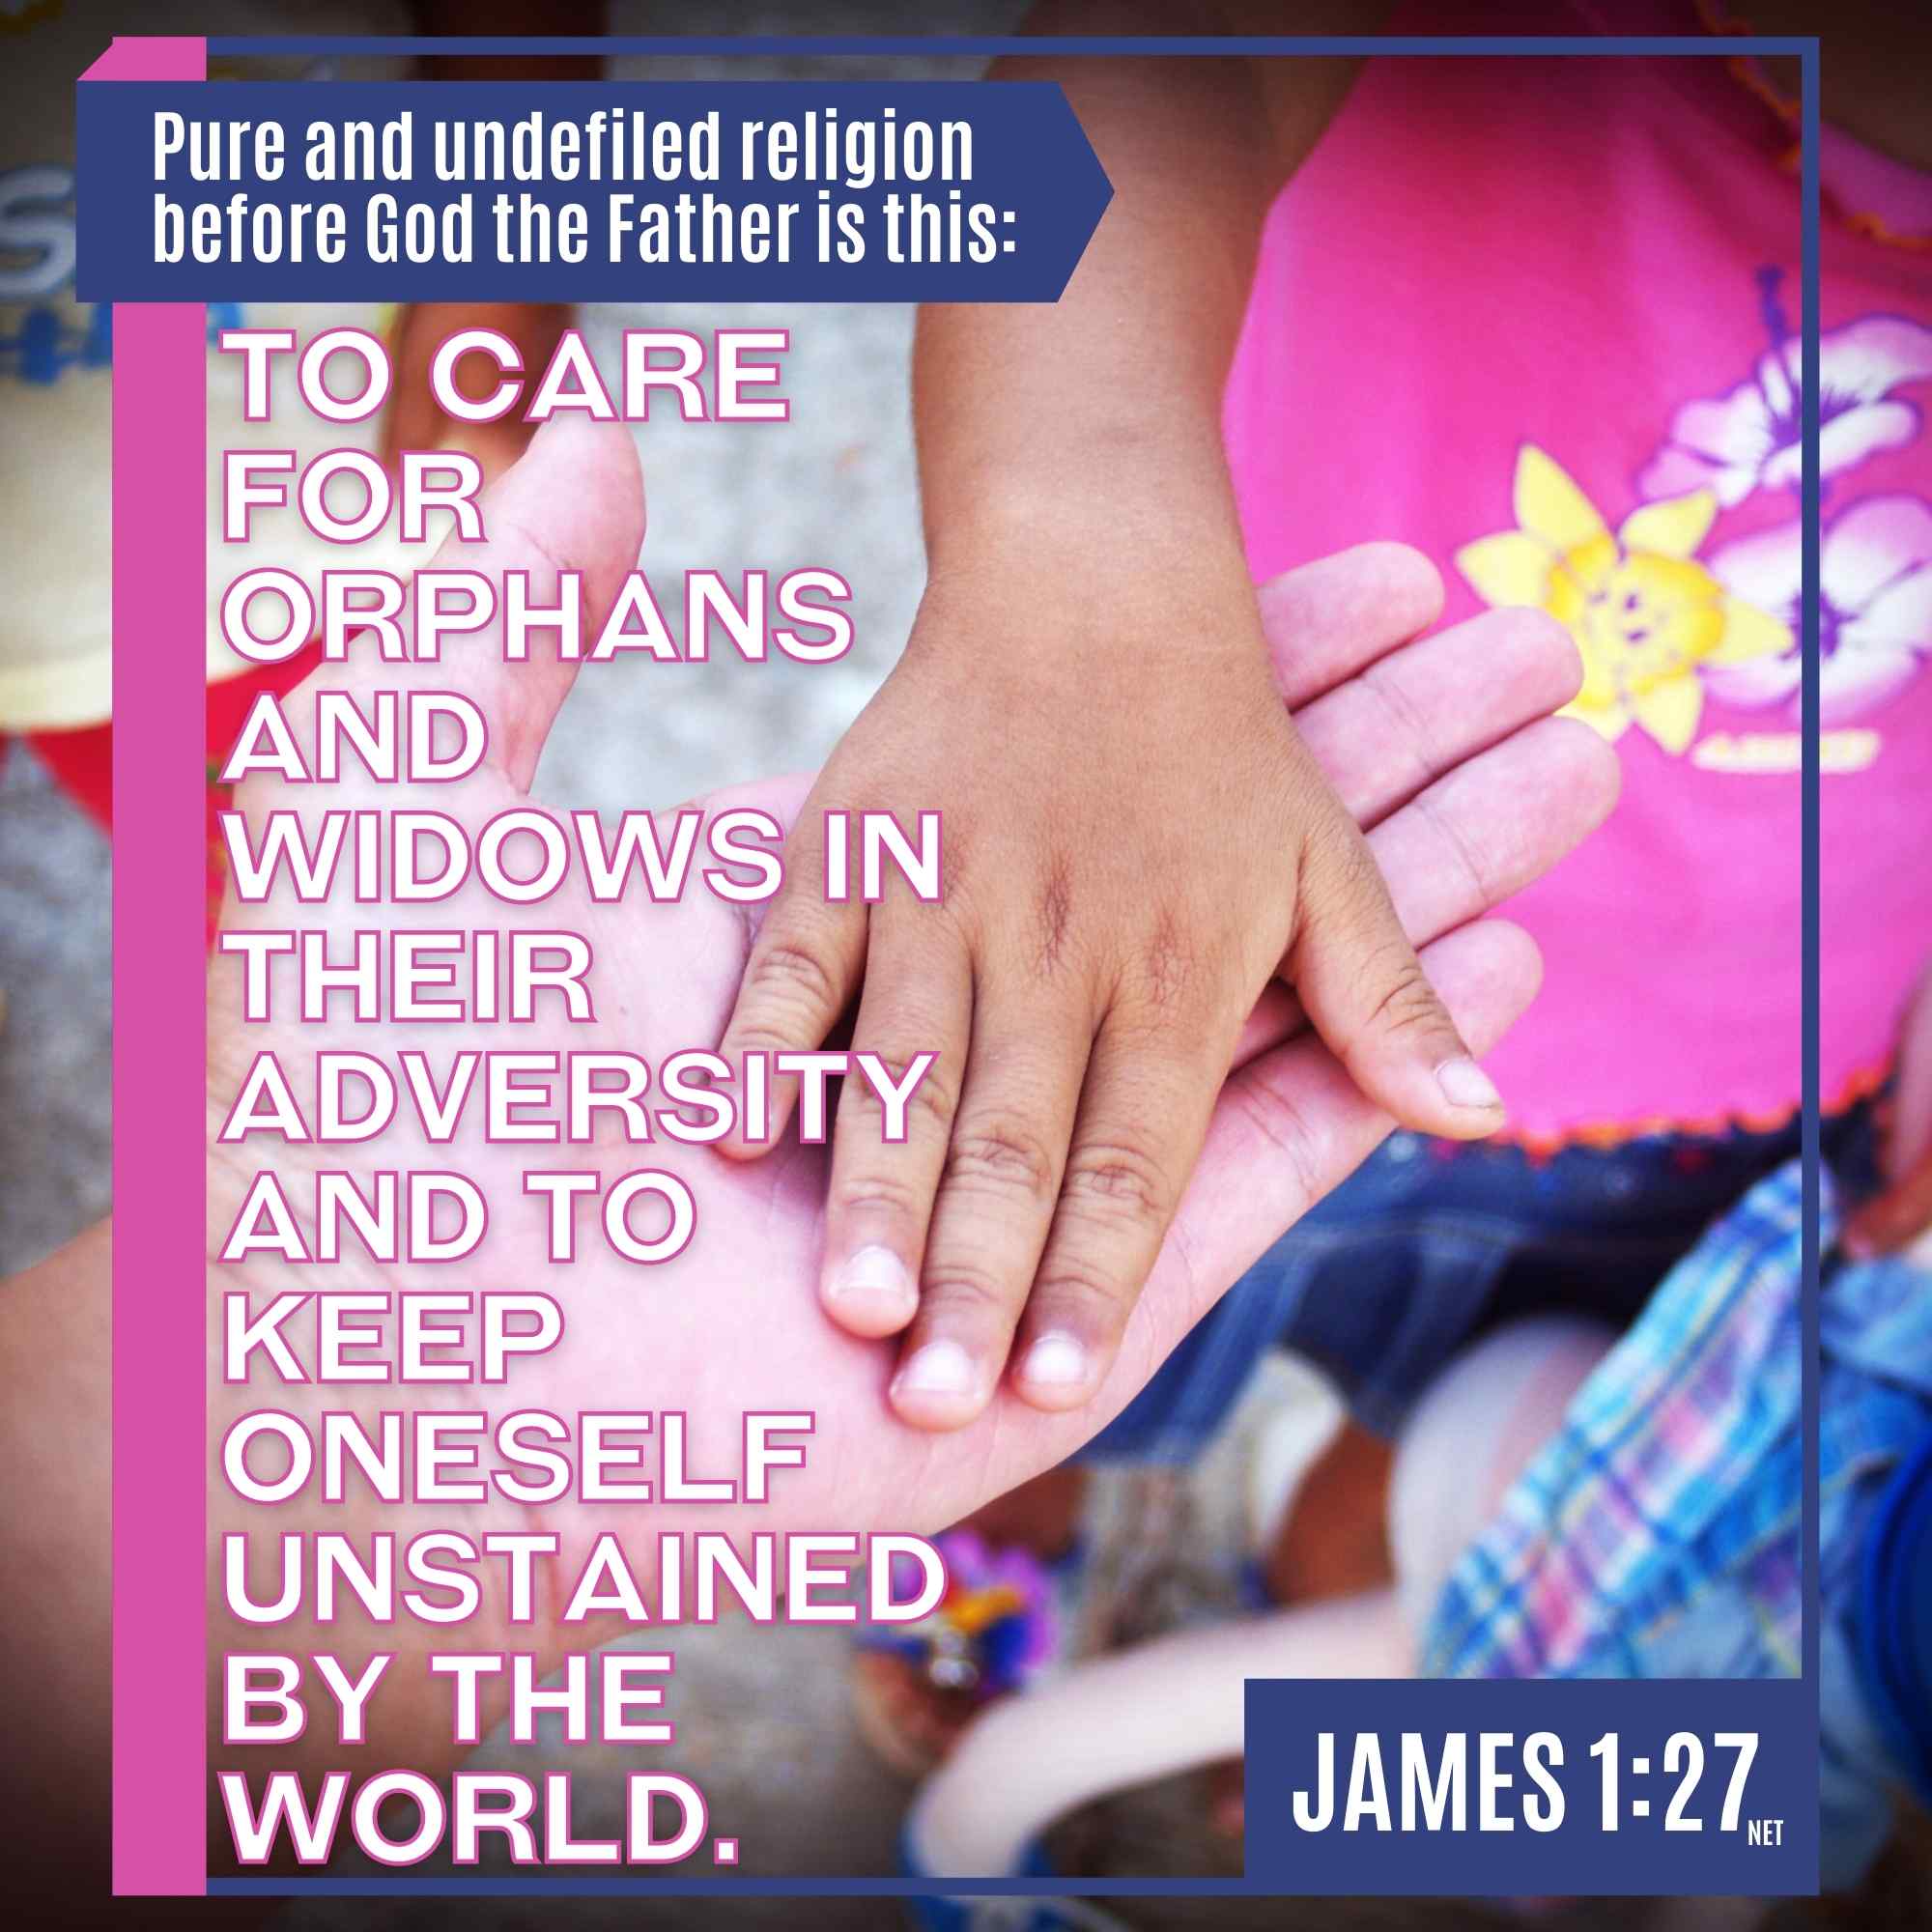 Pure and undefiled religion
before God the Father is this:
TO CARE
FOR
ORPHANS
AND
WIDOWS IN
THEIR
ADVERSITY
AND TO
KEEP
ONESELF
UNSTAINED
BY THE
WORLD.
JAMES 1:27
NET